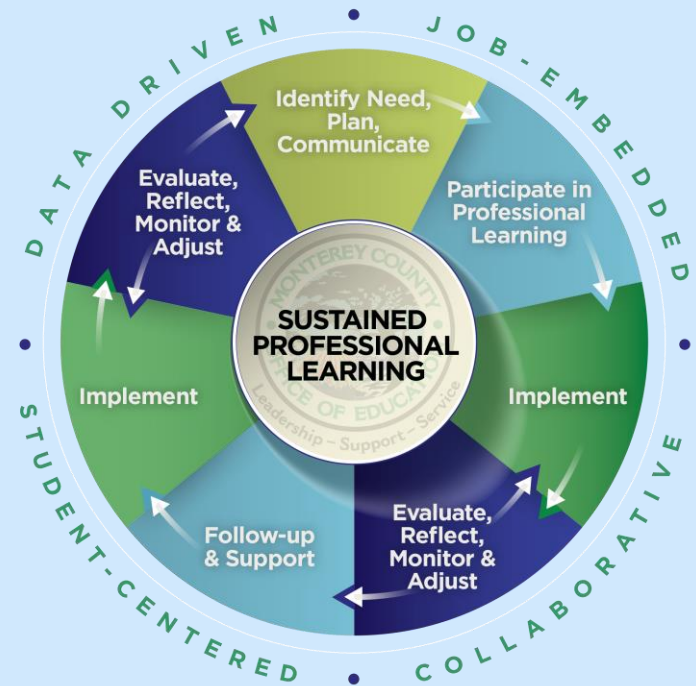 DATA DRIVEN
JOB-EMBEDDED
COLLABORATIVE
STUDENT-CENTERED
Identify Need,
Plan,
Communicate
Participate in
Professional
Learning
Implement
Evaluate,
Reflect,
Monitor &
Adjust
Follow-up
& Support
Implement
Evaluate,
Reflect,
Monitor &
Adjust
SUSTAINED
PROFESSIONAL
LEARNING
MONTEREY COUNTY
OFFICE OF EDUCATION
Leadership – Support – Service